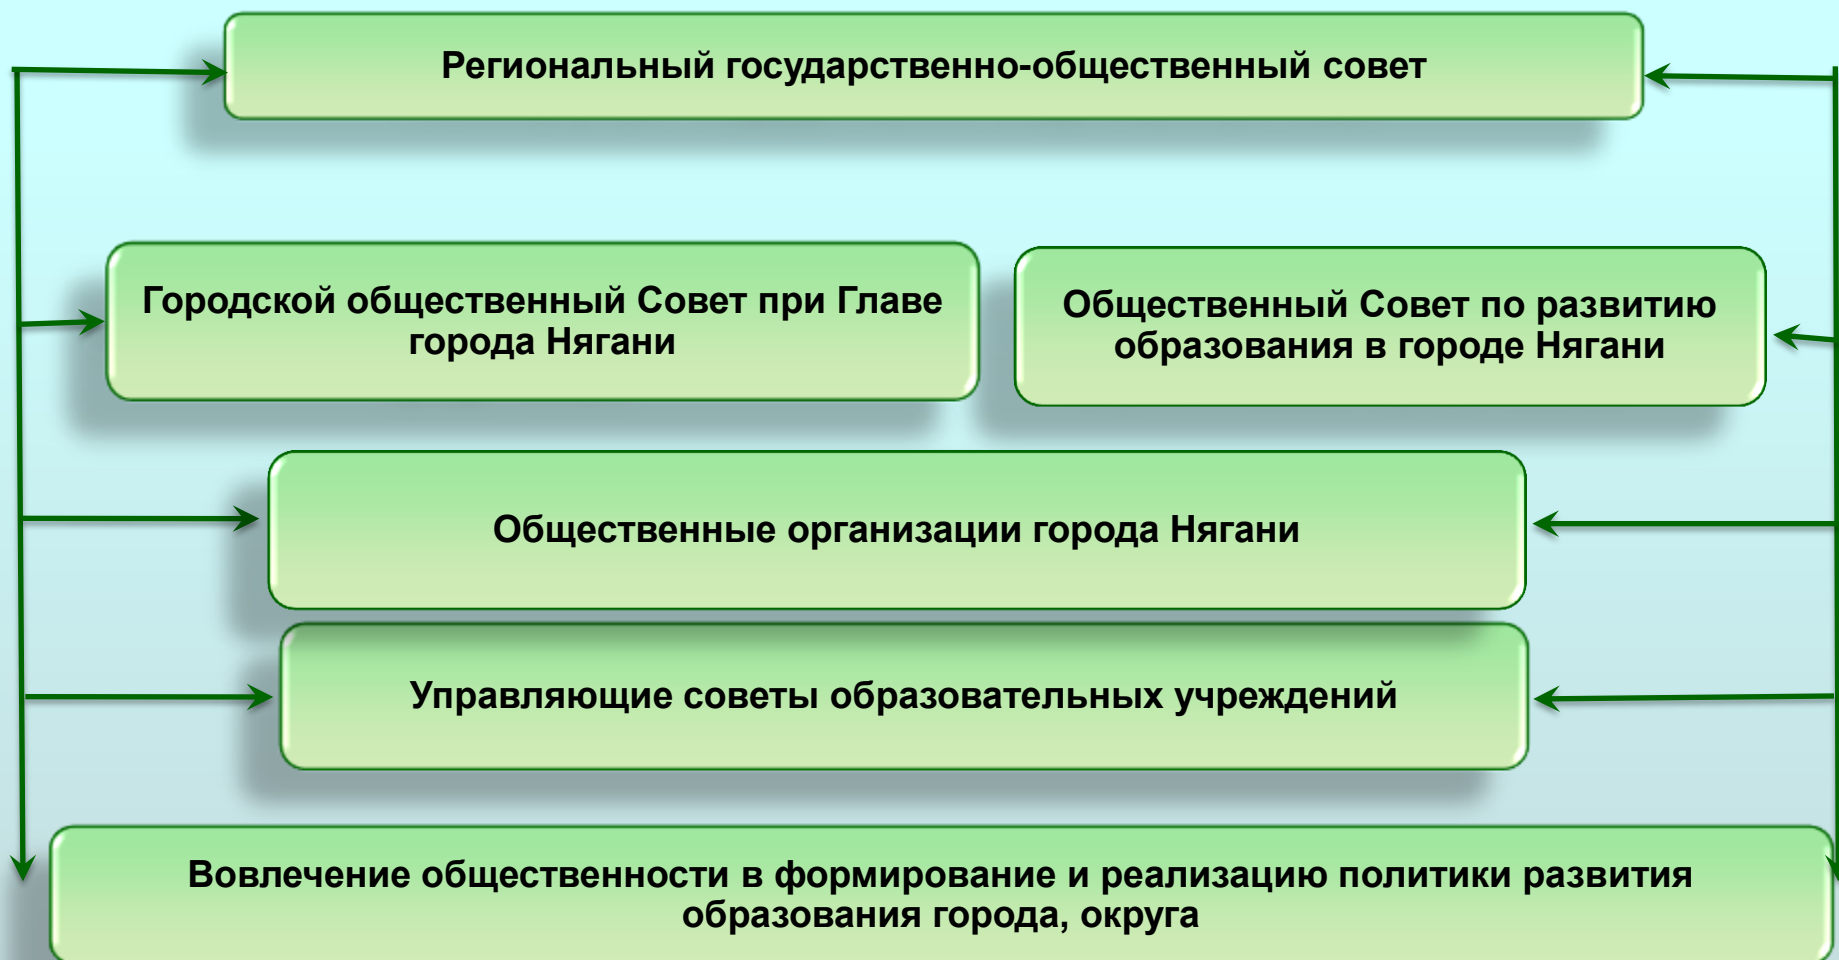 Региональный государственно-общественный совет
Городской общественный Совет при Главе
города Нягани
Общественный Совет по развитию
образования в городе Нягани
Общественные организации города Нягани
Управляющие советы образовательных учреждений
Вовлечение общественности в формирование и реализацию политики развития
образования города, округа